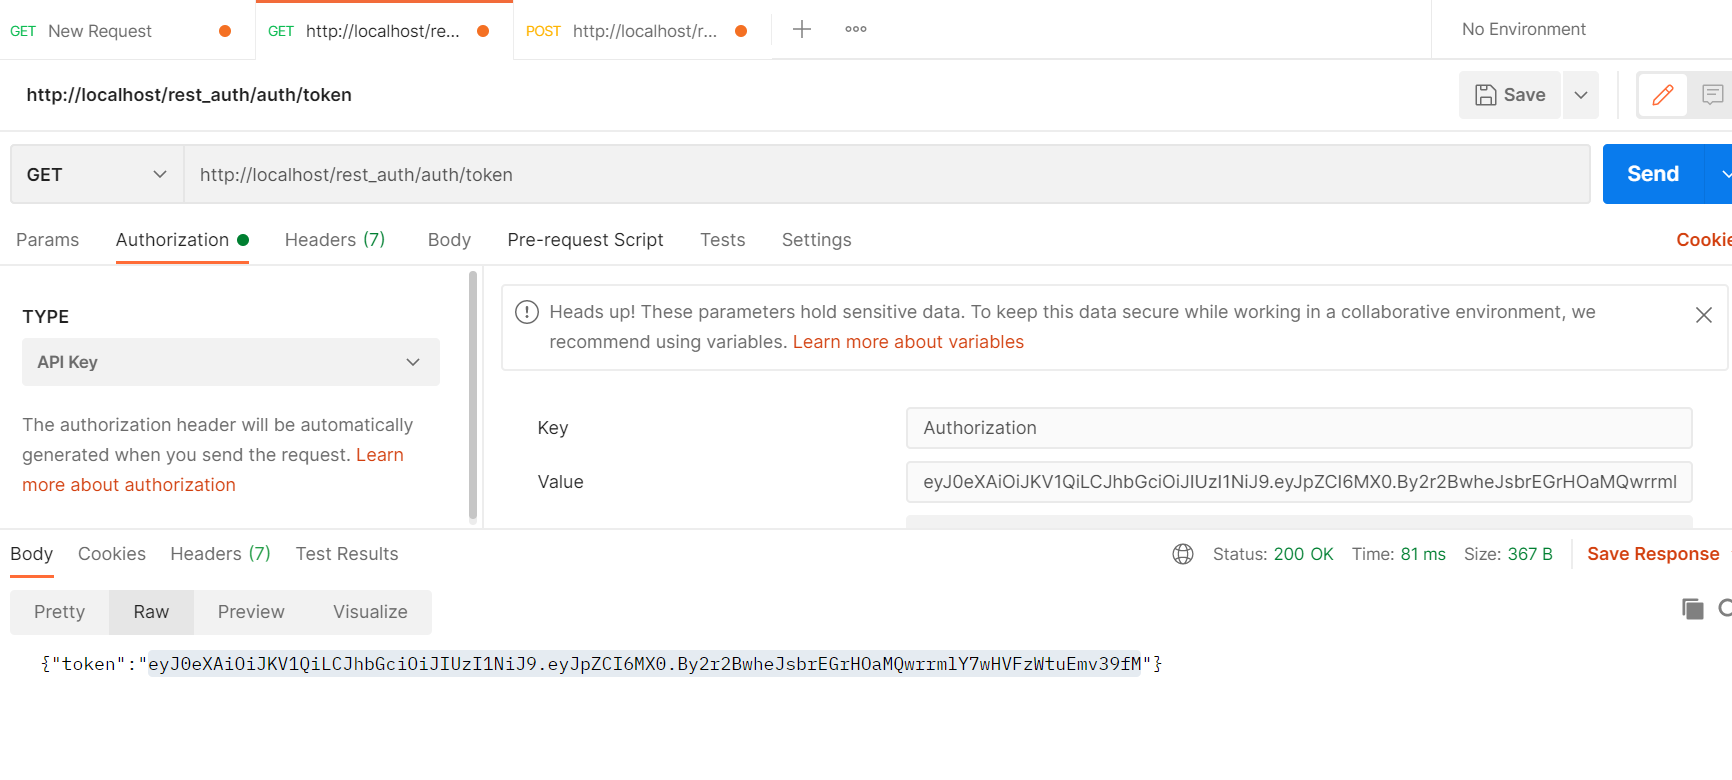 GET New Request
GET http://localhost/re...
POST http://localhost/r...
No Environment
http://localhost/rest_auth/auth/token
Save
GET
http://localhost/rest_auth/auth/token
Send
Params
Authorization
Headers (7)
Body
Pre-request Script
Tests
Settings
Cookie
TYPE
API Key
The authorization header will be automatically
generated when you send the request. Learn
more about authorization
Heads up! These parameters hold sensitive data. To keep this data secure while working in a collaborative environment, we
recommend using variables. Learn more about variables
Key
Authorization
Value
eyJ0eXAiOiJKV1QiLCJhbGciOiJIUzI1NiJ9.eyJpZCI6MX0.By2r2BwheJsbrEGrHOaMQwrrml
Body
Cookies
Headers (7)
Test Results
Status: 200 OK
Time: 81 ms
Size: 367 B
Save Response
Pretty
Raw
Preview
Visualize
{"token":"eyJ0eXAiOiJKV1QiLCJhbGciOiJIUzI1NiJ9.eyJpZCI6MX0.By2r2BwheJsbrEGrHOaMQwrrmlY7wHVFzWtuEmv39fM"}